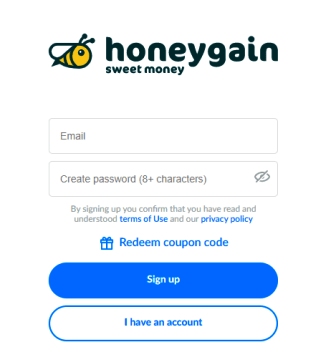 honeygain
sweet money
Email
Create password (8+ characters)
By signing up you confirm that you have read and
understood terms of Use and our privacy policy
Redeem coupon code
Sign up
I have an account